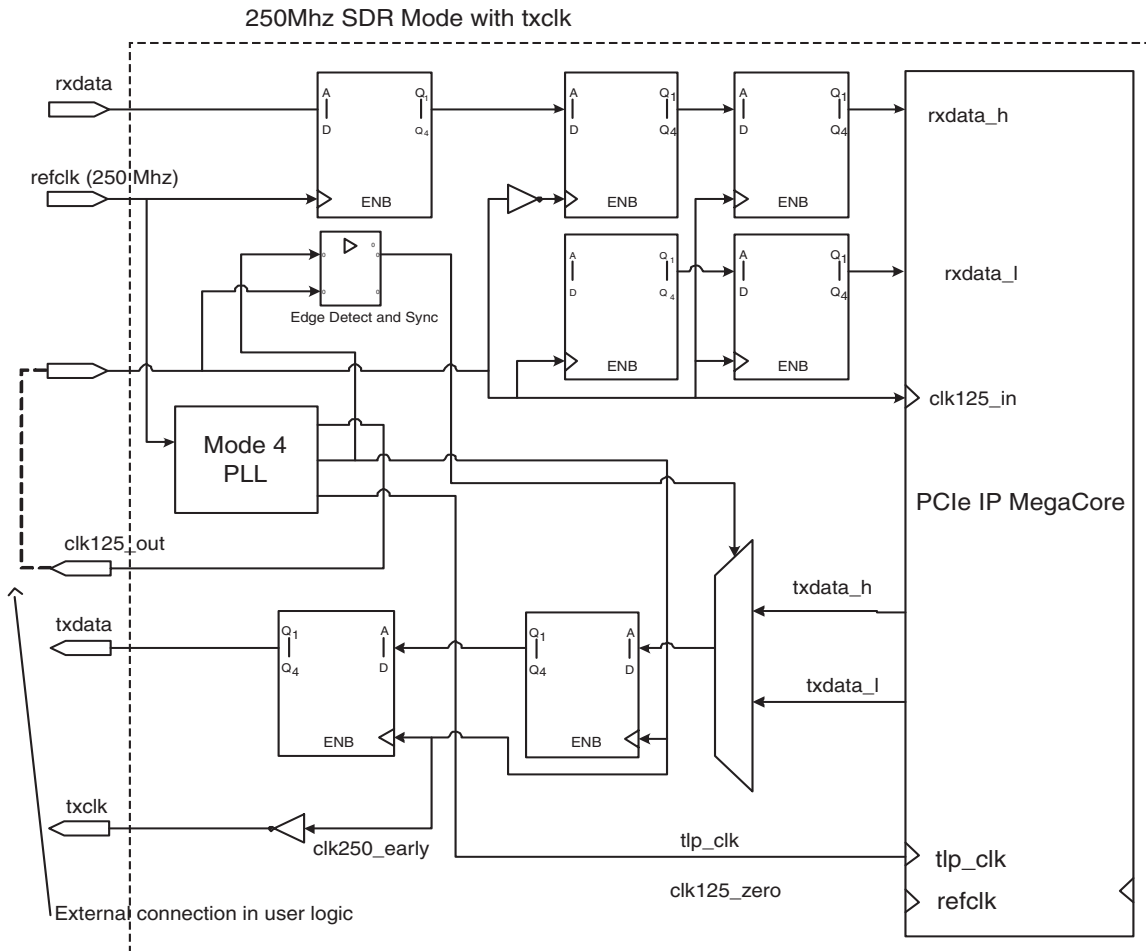 250Mhz SDR Mode with txclk
rxdata
A
D
Q1
Q4
ENB
A
D
Q1
Q4
ENB
A
D
Q1
Q4
ENB
rxdata_h
refclk (250 Mhz)
Edge Detect and Sync
A
D
Q1
Q4
ENB
A
D
Q1
Q4
ENB
rxdata_l
clk125_in
Mode 4
PLL
PCIe IP MegaCore
clk125_out
txdata_h
txdata
Q1
Q4
A
D
ENB
Q1
Q4
A
D
ENB
txdata_l
txclk
clk250_early
tlp_clk
tlp_clk
clk125_zero
refclk
External connection in user logic